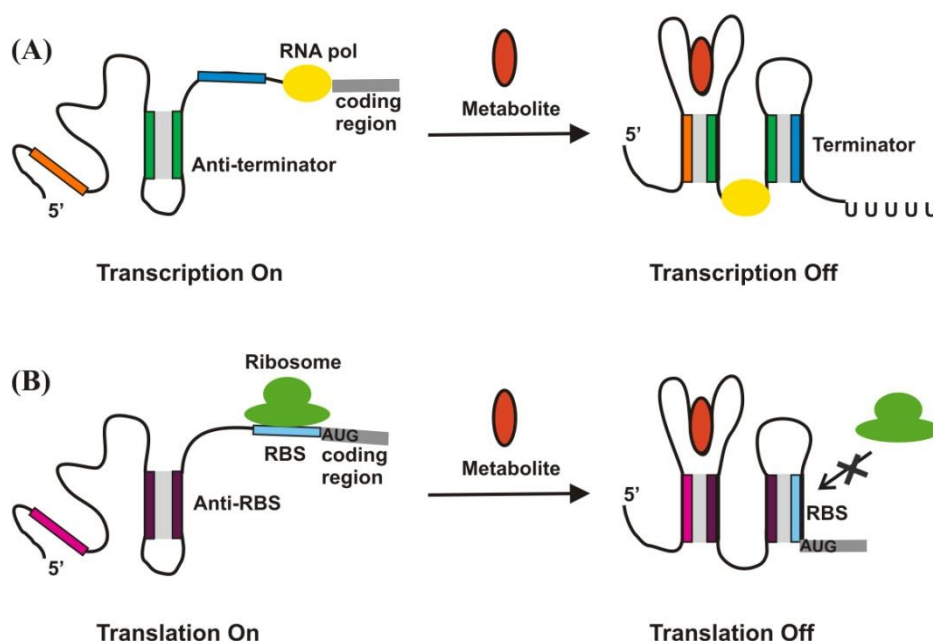 (A)
RNA pol
coding
region
Anti-terminator
5’
Transcription On
Metabolite
5’
Terminator
U U U U U
Transcription Off
(B)
Ribosome
AUG
RBS
coding
region
Anti-RBS
5’
Translation On
Metabolite
5’
RBS
AUG
Translation Off